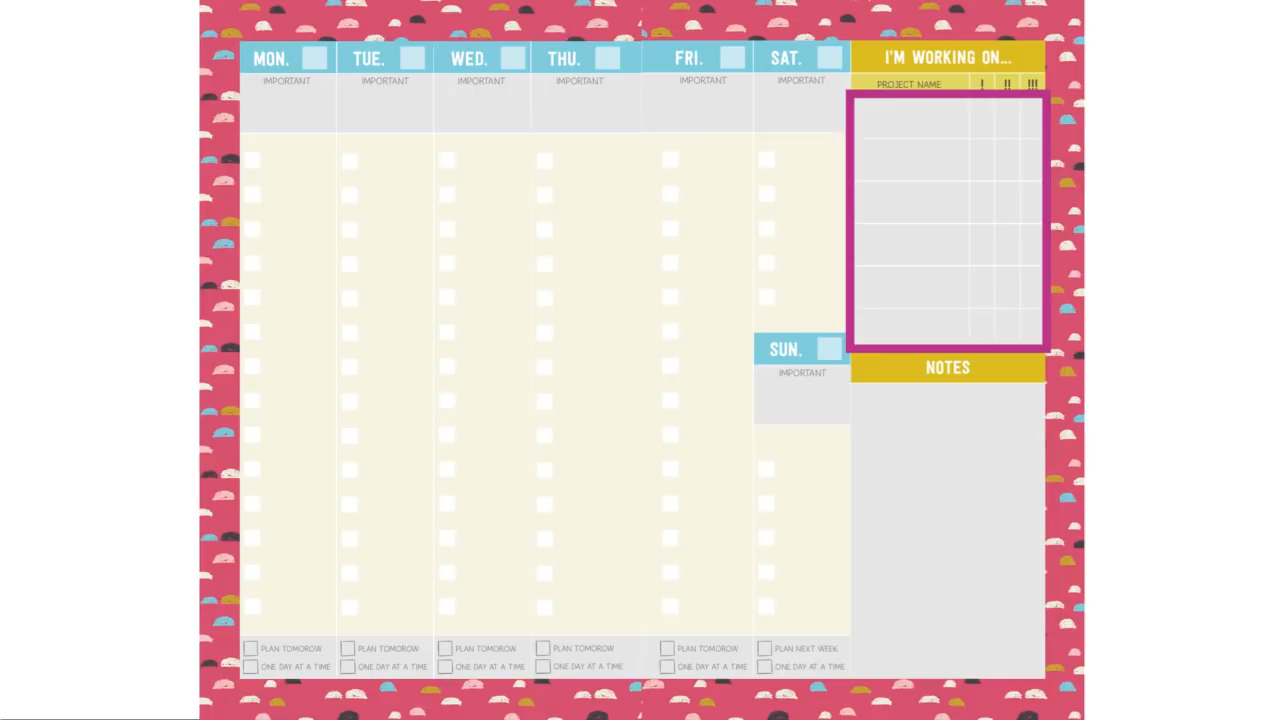 MON. TUE. WED. THU. FRI. SAT. I'M WORKING ON...
IMPORTANT IMPORTANT IMPORTANT IMPORTANT IMPORTANT IMPORTANT PROJECT NAME ! !! !!!
SUN.
IMPORTANT
NOTES
PLAN TOMOROW PLAN TOMOROW PLAN TOMOROW PLAN TOMOROW PLAN TOMOROW PLAN NEXT WEEK
ONE DAY AT A TIME ONE DAY AT A TIME ONE DAY AT A TIME ONE DAY AT A TIME ONE DAY AT A TIME ONE DAY AT A TIME